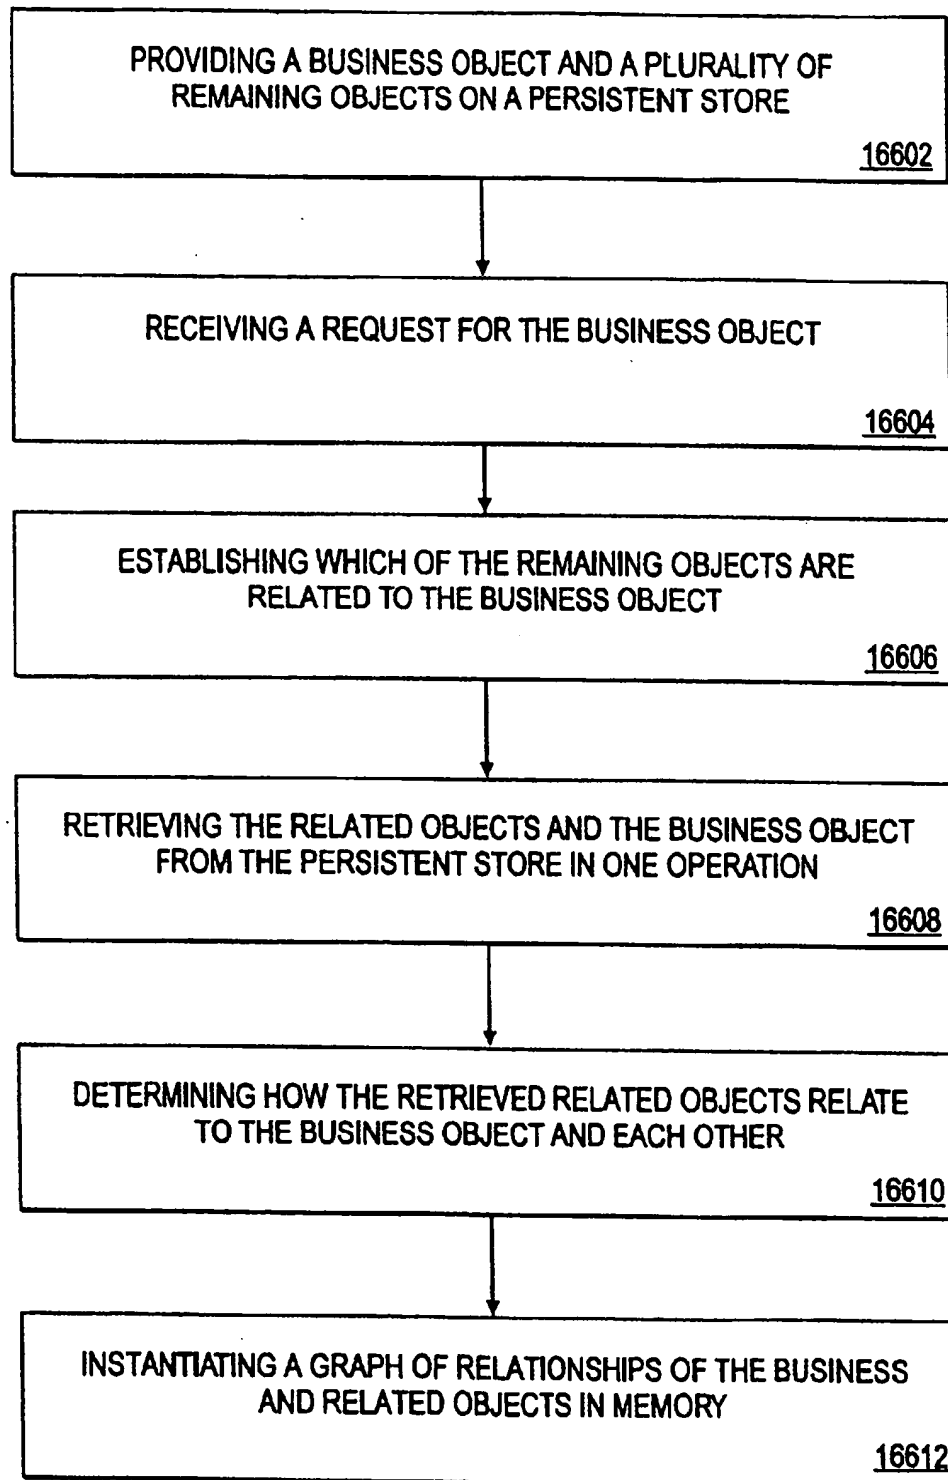 PROVIDING A BUSINESS OBJECT AND A PLURALITY OF
REMAINING OBJECTS ON A PERSISTENT STORE
16602
RECEIVING A REQUEST FOR THE BUSINESS OBJECT
16604
ESTABLISHING WHICH OF THE REMAINING OBJECTS ARE
RELATED TO THE BUSINESS OBJECT
16606
RETRIEVING THE RELATED OBJECTS AND THE BUSINESS OBJECT
FROM THE PERSISTENT STORE IN ONE OPERATION
16608
DETERMINING HOW THE RETRIEVED RELATED OBJECTS RELATE
TO THE BUSINESS OBJECT AND EACH OTHER
16610
INSTANTIATING A GRAPH OF RELATIONSHIPS OF THE BUSINESS
AND RELATED OBJECTS IN MEMORY
16612